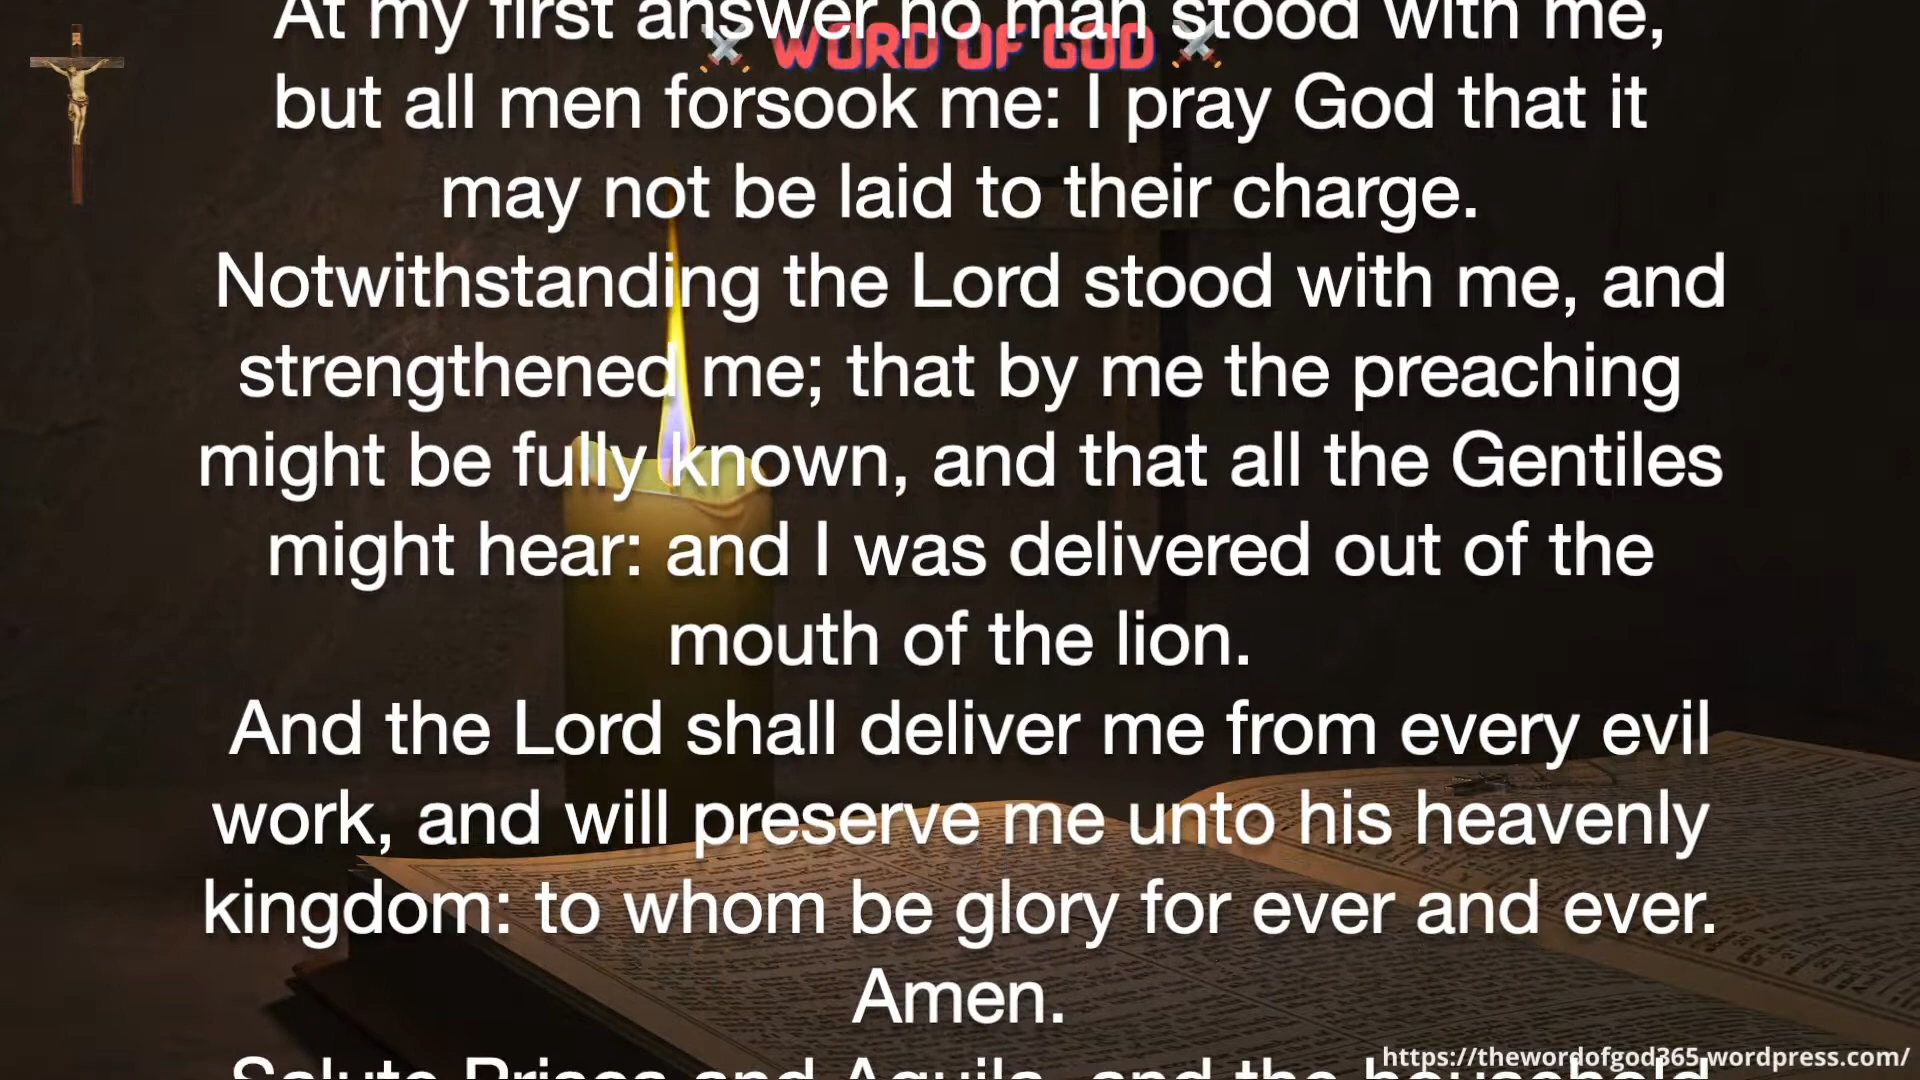 At my first answer no man stood with me,
WORD OF GOD
but all men forsook me: I pray God that it
may not be laid to their charge.
Notwithstanding the Lord stood with me, and
strengthened me; that by me the preaching
might be fully known, and that all the Gentiles
might hear: and I was delivered out of the
mouth of the lion.
And the Lord shall deliver me from every evil
work, and will preserve me unto his heavenly
kingdom: to whom be glory for ever and ever.
Amen.
Salute Prisca and Aquila, and the household
https://thewordofgod365.wordpress.com/